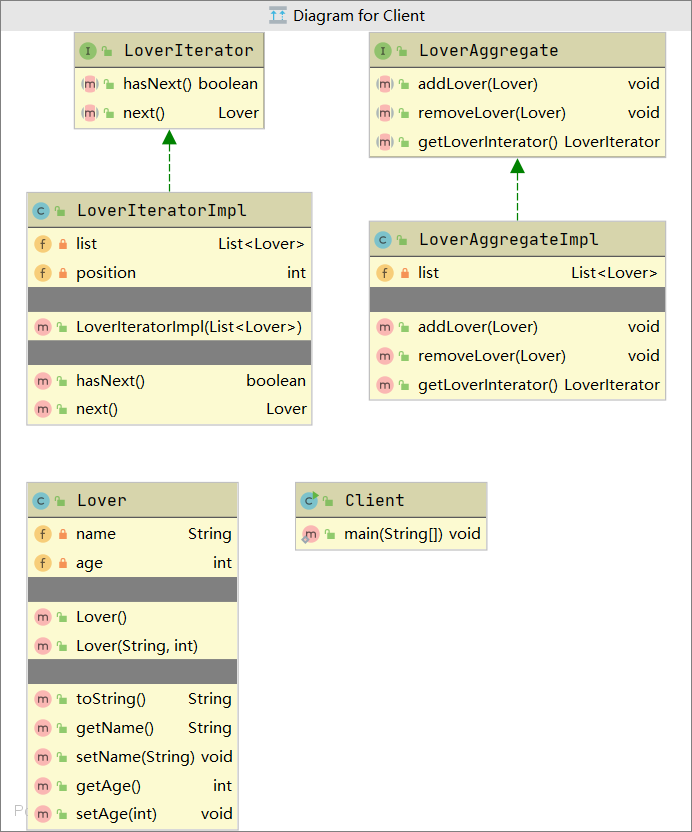 Diagram for Client
LoverIterator
hasNext() boolean
next() Lover
LoverAggregate
addLover(Lover) void
removeLover(Lover) void
getLoverInterator() LoverIterator
LoverIteratorImpl
list List<Lover>
position int
LoverIteratorImpl(List<Lover>)
hasNext() boolean
next() Lover
LoverAggregateImpl
list List<Lover>
addLover(Lover) void
removeLover(Lover) void
getLoverInterator() LoverIterator
Lover
name String
age int
Lover()
Lover(String, int)
toString() String
getName() String
setName(String) void
getAge() int
setAge(int) void
Client
main(String[]) void